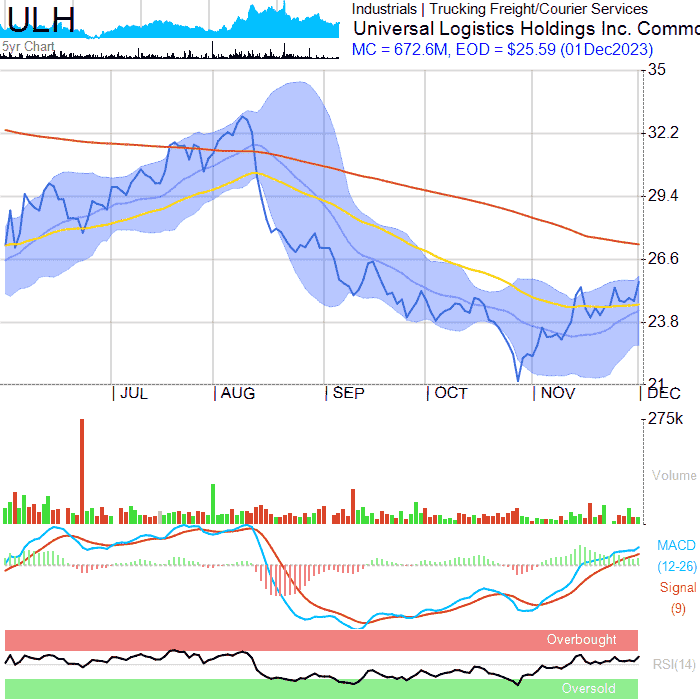 ULH
5yr Chart
Industrials | Trucking Freight/Courier Services
Universal Logistics Holdings Inc. Commo
MC = 672.6M, EOD = $25.59 (01Dec2023)
35
32.2
29.4
26.6
23.8
21
JUL
AUG
SEP
OCT
NOV
DEC
275k
Volume
MACD
(12-26)
Signal
(9)
Overbought
RSI(14)
Oversold